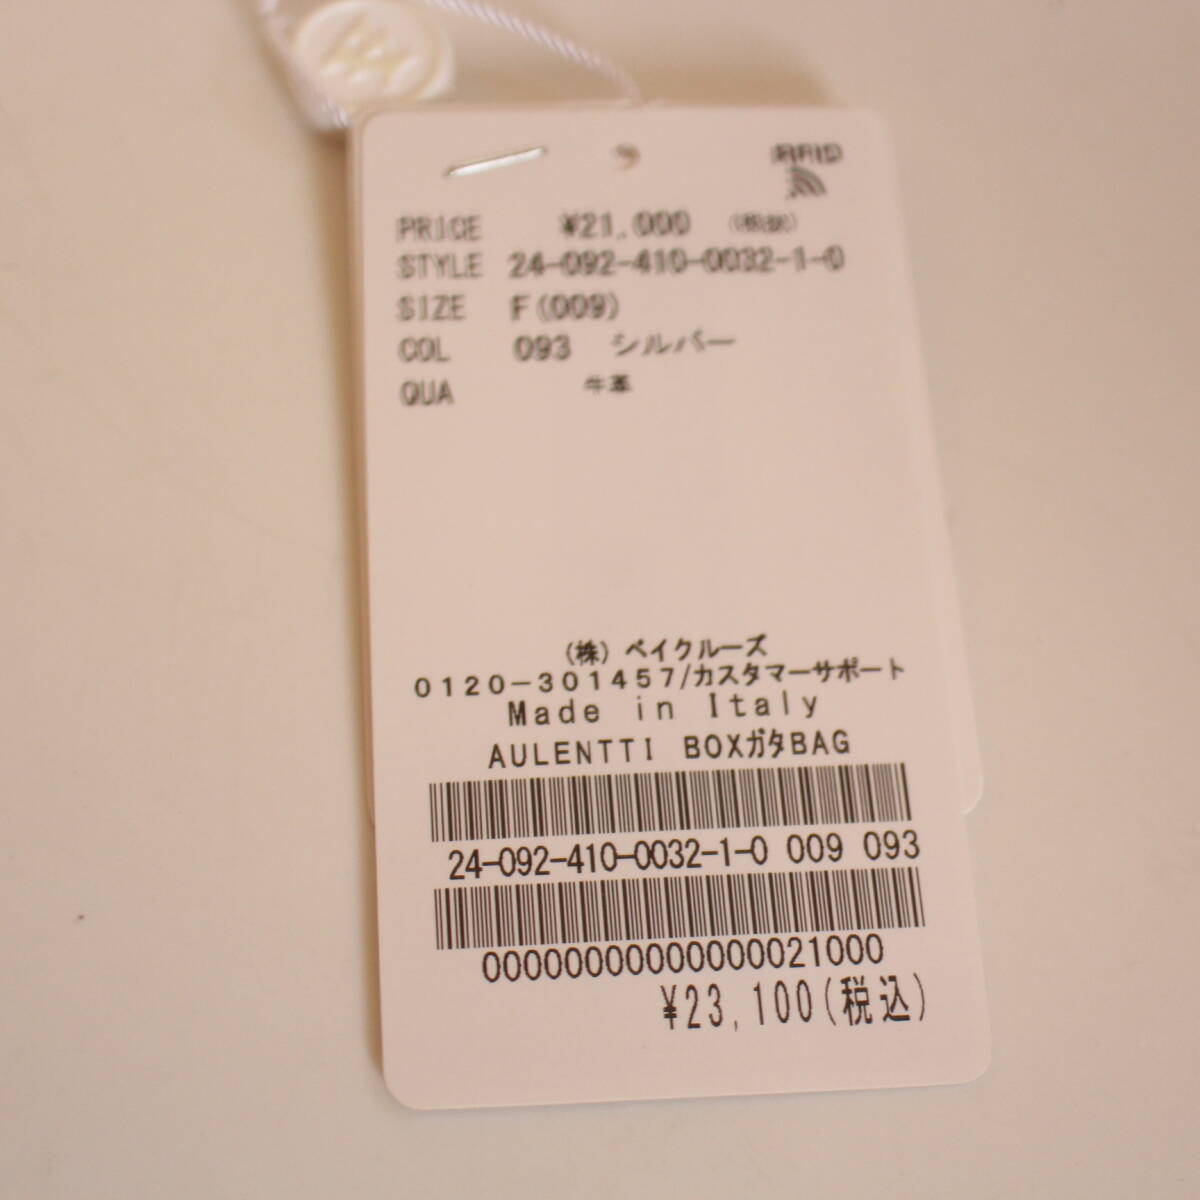 RFID
PRICE ¥21,000 (税抜)
STYLE 24-092-410-0032-1-0
SIZE F(009)
COL 093 シルバー
QUA 牛革
(株) ベイクルーズ
0120-301457/カスタマーサポート
Made in Italy
AULENTTI BOXガタBAG
24-092-410-0032-1-0 009 093
00000000000000021000
¥23,100(税込)